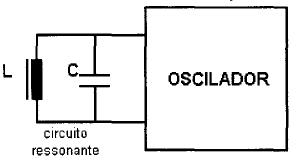 L
C
OSCILADOR
circuito
ressonante